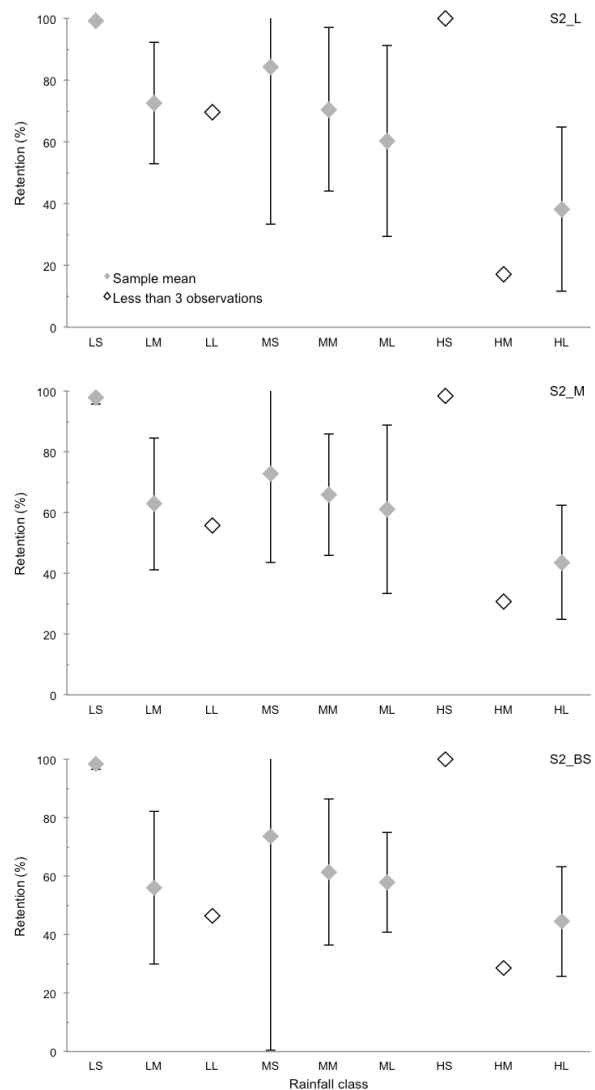 S2_L
100
80
60
40
20
0
Retention (%)
Sample mean
Less than 3 observations
LS LM LL MS MM ML HS HM HL
S2_M
100
80
60
40
20
0
Retention (%)
LS LM LL MS MM ML HS HM HL
S2_BS
100
80
60
40
20
0
Retention (%)
LS LM LL MS MM ML HS HM HL
Rainfall class